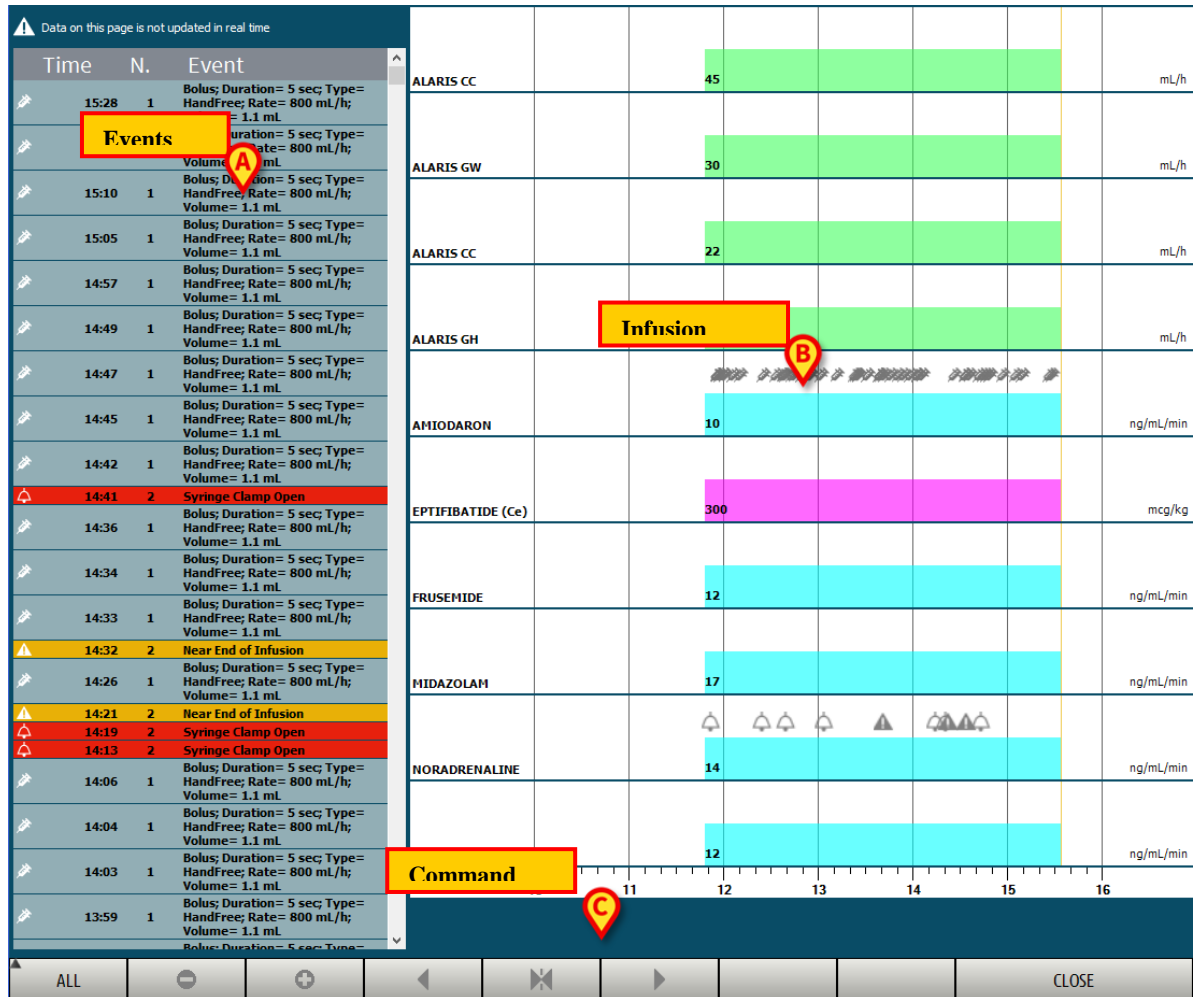 Data on this page is not updated in real time
Time N. Event
15:28 1 Bolus; Duration= 5 sec; Type=
HandFree; Rate= 800 mL/h;
= 1.1 mL
Events
Volume mL
A
15:10 1 Bolus;
HandFree; Rate= 800 mL/h;
Volume= 1.1 mL
15:05 1 Bolus; Duration= 5 sec; Type=
HandFree; Rate= 800 mL/h;
Volume= 1.1 mL
14:57 1 Bolus; Duration= 5 sec; Type=
HandFree; Rate= 800 mL/h;
Volume= 1.1 mL
14:49 1 Bolus; Duration= 5 sec; Type=
HandFree; Rate= 800 mL/h;
Volume= 1.1 mL
14:47 1 Bolus; Duration= 5 sec; Type=
HandFree; Rate= 800 mL/h;
Volume= 1.1 mL
14:45 1 Bolus; Duration= 5 sec; Type=
HandFree; Rate= 800 mL/h;
Volume= 1.1 mL
14:42 1 Bolus; Duration= 5 sec; Type=
HandFree; Rate= 800 mL/h;
Volume= 1.1 mL
14:41 2 Syringe Clamp Open
14:36 1 Bolus; Duration= 5 sec; Type=
HandFree; Rate= 800 mL/h;
Volume= 1.1 mL
14:34 1 Bolus; Duration= 5 sec; Type=
HandFree; Rate= 800 mL/h;
Volume= 1.1 mL
14:33 1 Bolus; Duration= 5 sec; Type=
HandFree; Rate= 800 mL/h;
Volume= 1.1 mL
14:32 2 Near End of Infusion
14:26 1 Bolus; Duration= 5 sec; Type=
HandFree; Rate= 800 mL/h;
Volume= 1.1 mL
14:21 2 Near End of Infusion
14:19 2 Syringe Clamp Open
14:13 2 Syringe Clamp Open
14:06 1 Bolus; Duration= 5 sec; Type=
HandFree; Rate= 800 mL/h;
Volume= 1.1 mL
14:04 1 Bolus; Duration= 5 sec; Type=
HandFree; Rate= 800 mL/h;
Volume= 1.1 mL
14:03 1 Bolus; Duration= 5 sec; Type=
HandFree; Rate= 800 mL/h;
Volume= 1.1 mL
13:59 1 Bolus; Duration= 5 sec; Type=
HandFree; Rate= 800 mL/h;
Volume= 1.1 mL
Bolus; Duration= 5 sec; Type=
ALARIS CC 45 mL/h
ALARIS GW 30 mL/h
ALARIS CC 22 mL/h
Infusion
ALARIS GH mL/h
B
AMIODARON 10 ng/mL/min
EPTIFIBATIDE (Ce) 300 mcg/kg
FRUSEMIDE 12 ng/mL/min
MIDAZOLAM 17 ng/mL/min
NORADRENALINE 14 ng/mL/min
12 ng/mL/min
Command
11 12 13 14 15 16
C
ALL CLOSE